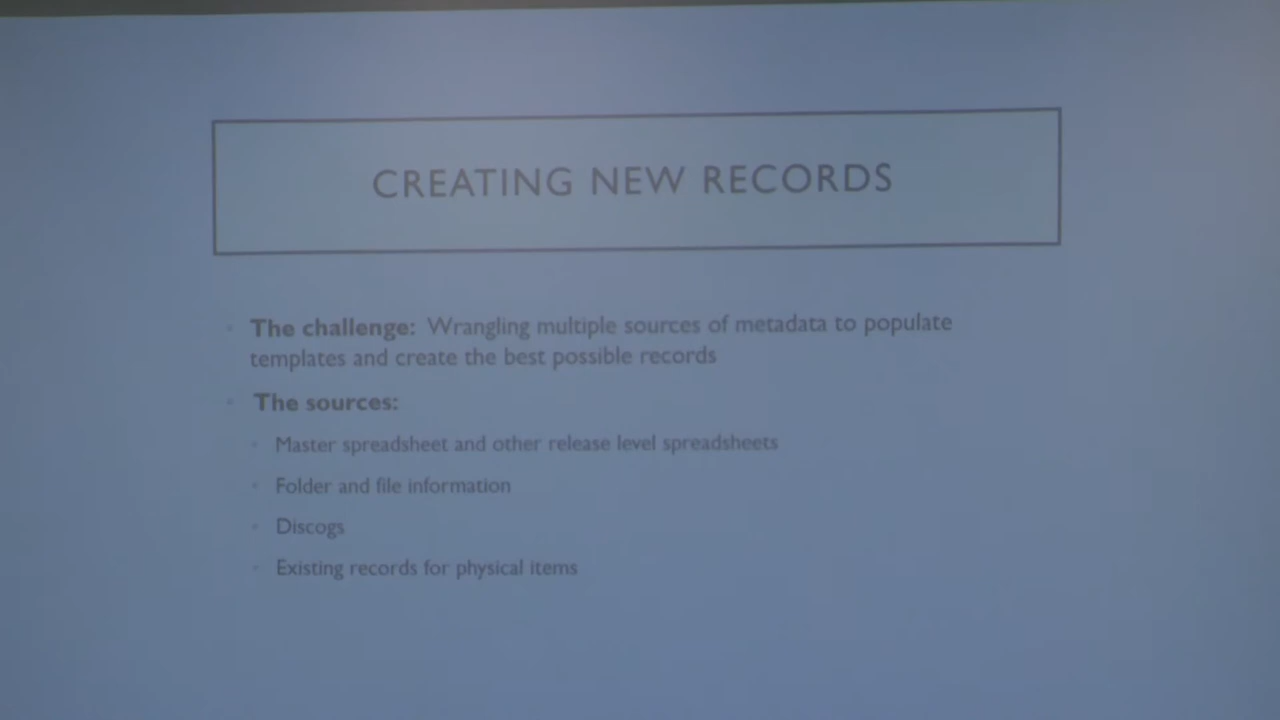 CREATING NEW RECORDS
• The challenge: Wrangling multiple sources of metadata to populate
templates and create the best possible records
• The sources:
• Master spreadsheet and other release level spreadsheets
• Folder and file information
• Discogs
• Existing records for physical items